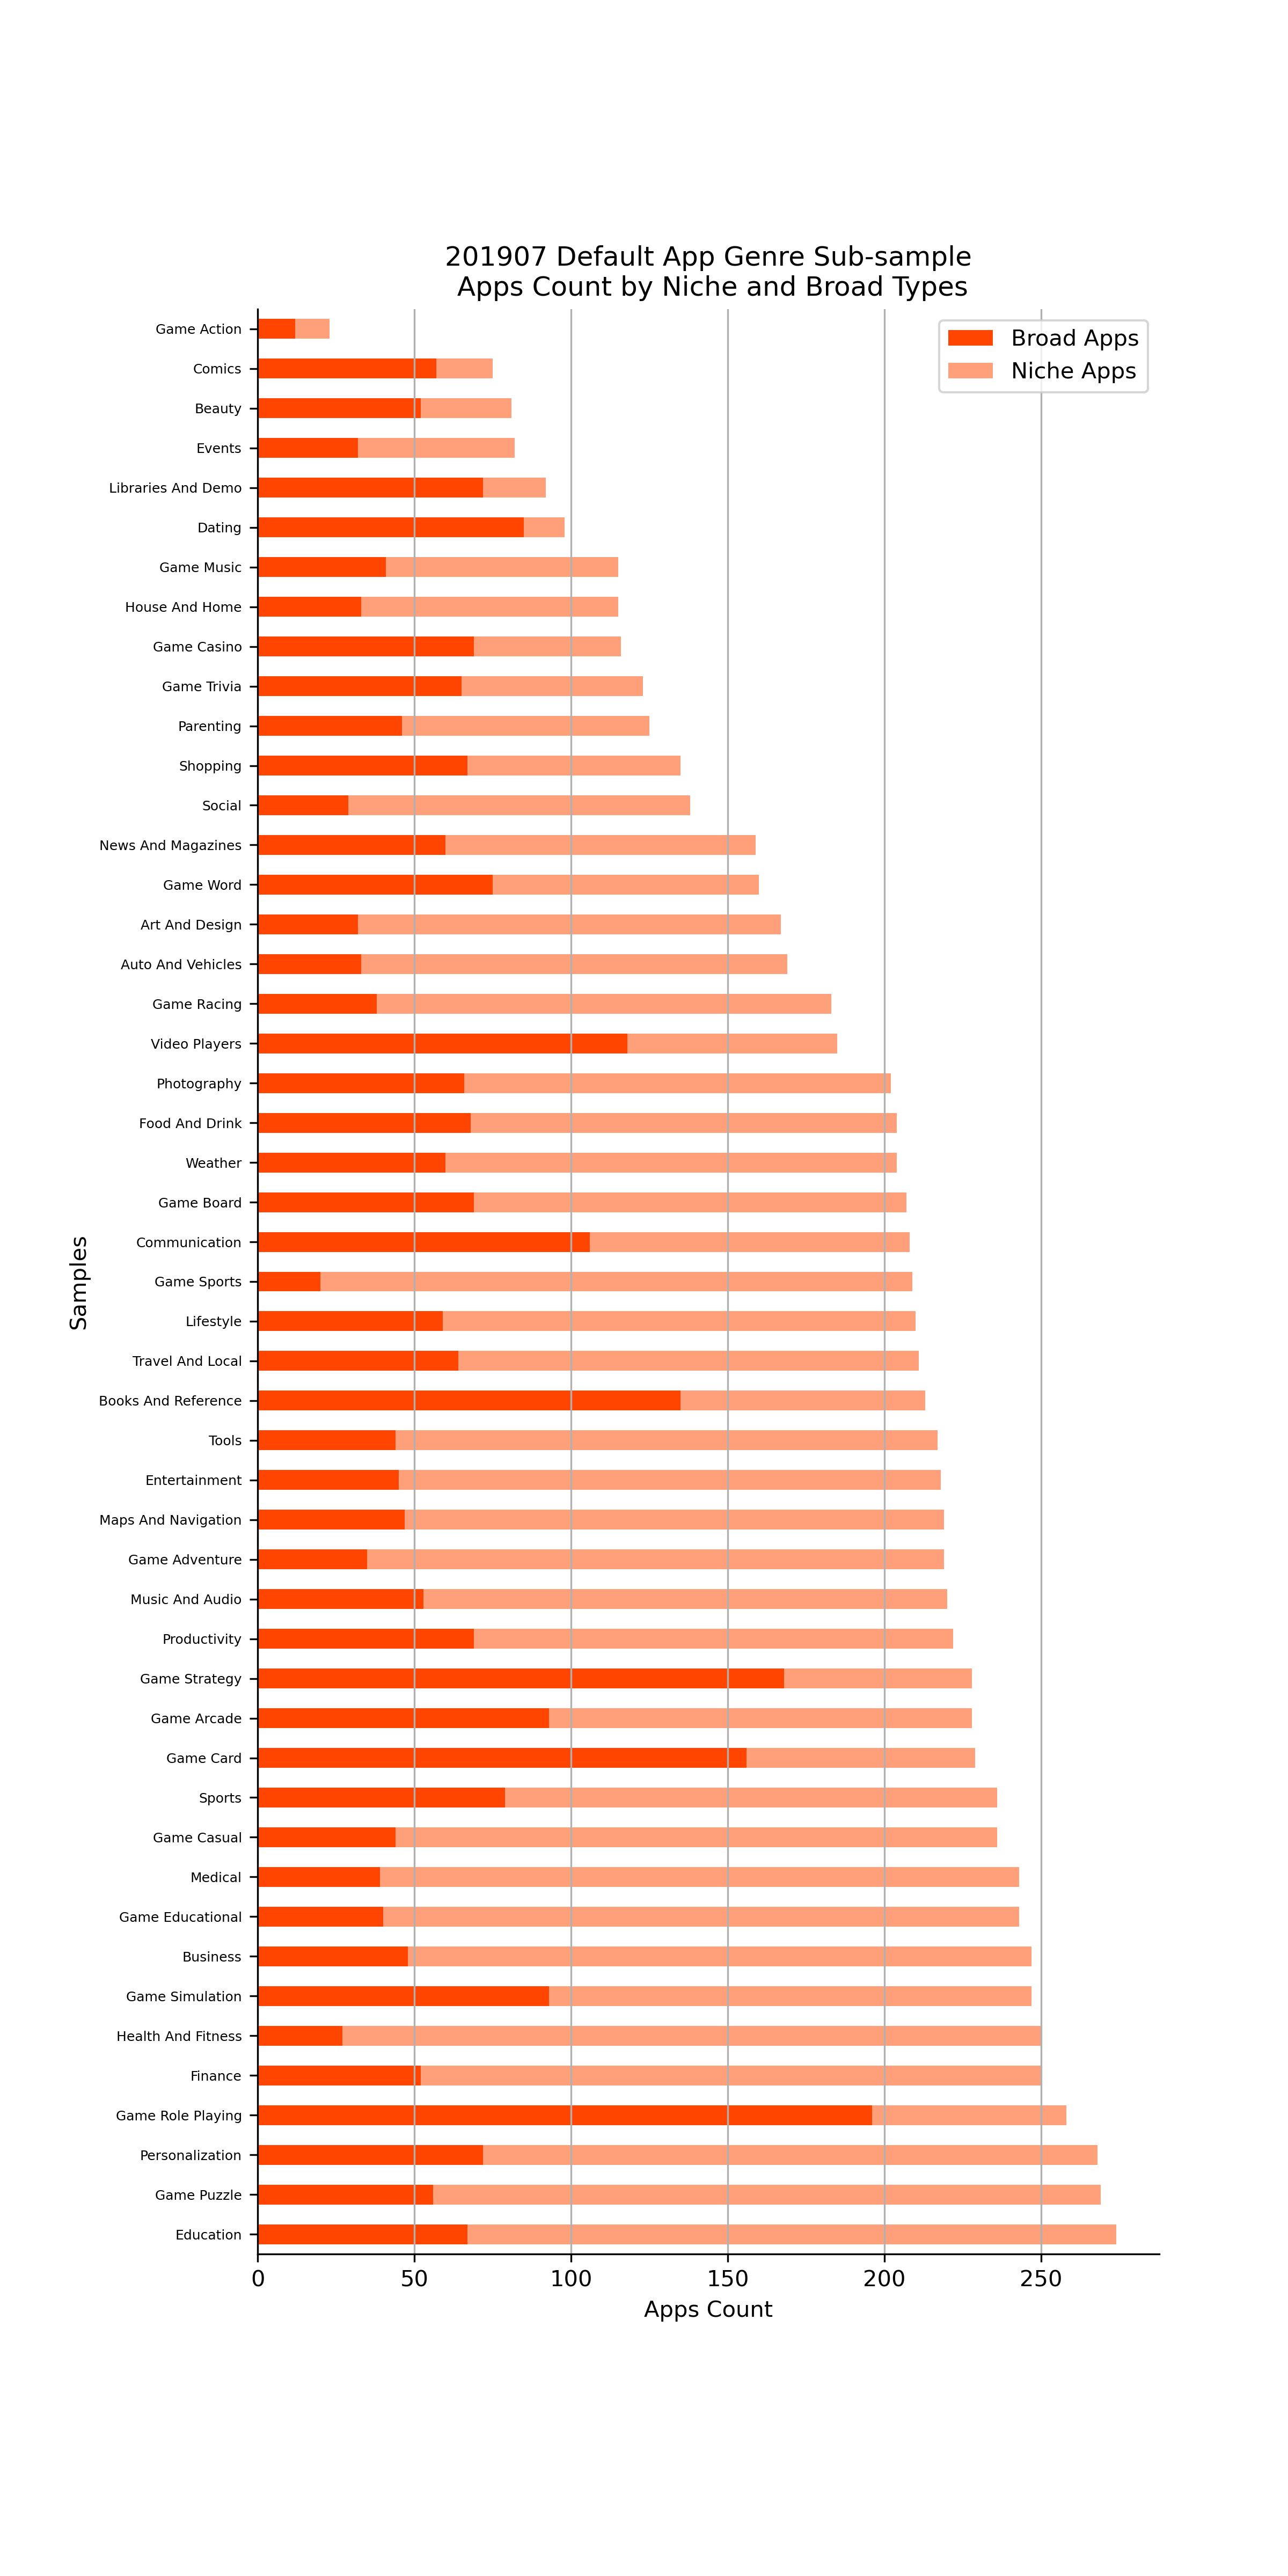 201907 Default App Genre Sub-sample
Apps Count by Niche and Broad Types
Broad Apps
Niche Apps
Game Action
Comics
Beauty
Events
Libraries And Demo
Dating
Game Music
House And Home
Game Casino
Game Trivia
Parenting
Shopping
Social
News And Magazines
Game Word
Art And Design
Auto And Vehicles
Game Racing
Video Players
Photography
Food And Drink
Weather
Game Board
Communication
Game Sports
Lifestyle
Travel And Local
Books And Reference
Tools
Entertainment
Maps And Navigation
Game Adventure
Music And Audio
Productivity
Game Strategy
Game Arcade
Game Card
Sports
Game Casual
Medical
Game Educational
Business
Game Simulation
Health And Fitness
Finance
Game Role Playing
Personalization
Game Puzzle
Education
Samples
0 50 100 150 200 250
Apps Count